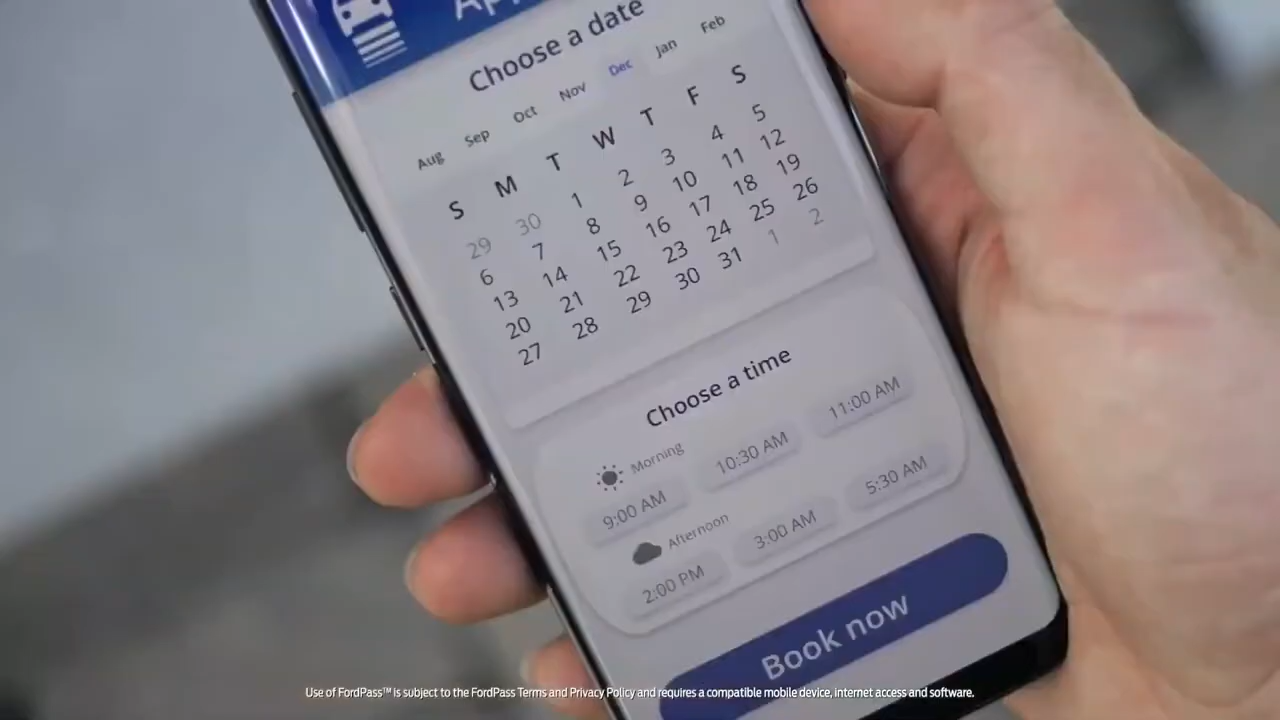 Choose a date
Aug Sep Oct Nov Dec Jan Feb
S M T W T F S
29 30 1 2 3 4 5
6 7 8 9 10 11 12
13 14 15 16 17 18 19
20 21 22 23 24 25 26
27 28 29 30 31 1 2
Choose a time
Morning
9:00 AM 10:30 AM 11:00 AM
Afternoon
2:00 PM 3:00 AM 5:30 AM
Book now
Use of FordPass™ is subject to the FordPass Terms and Privacy Policy and requires a compatible mobile device, internet access and software.